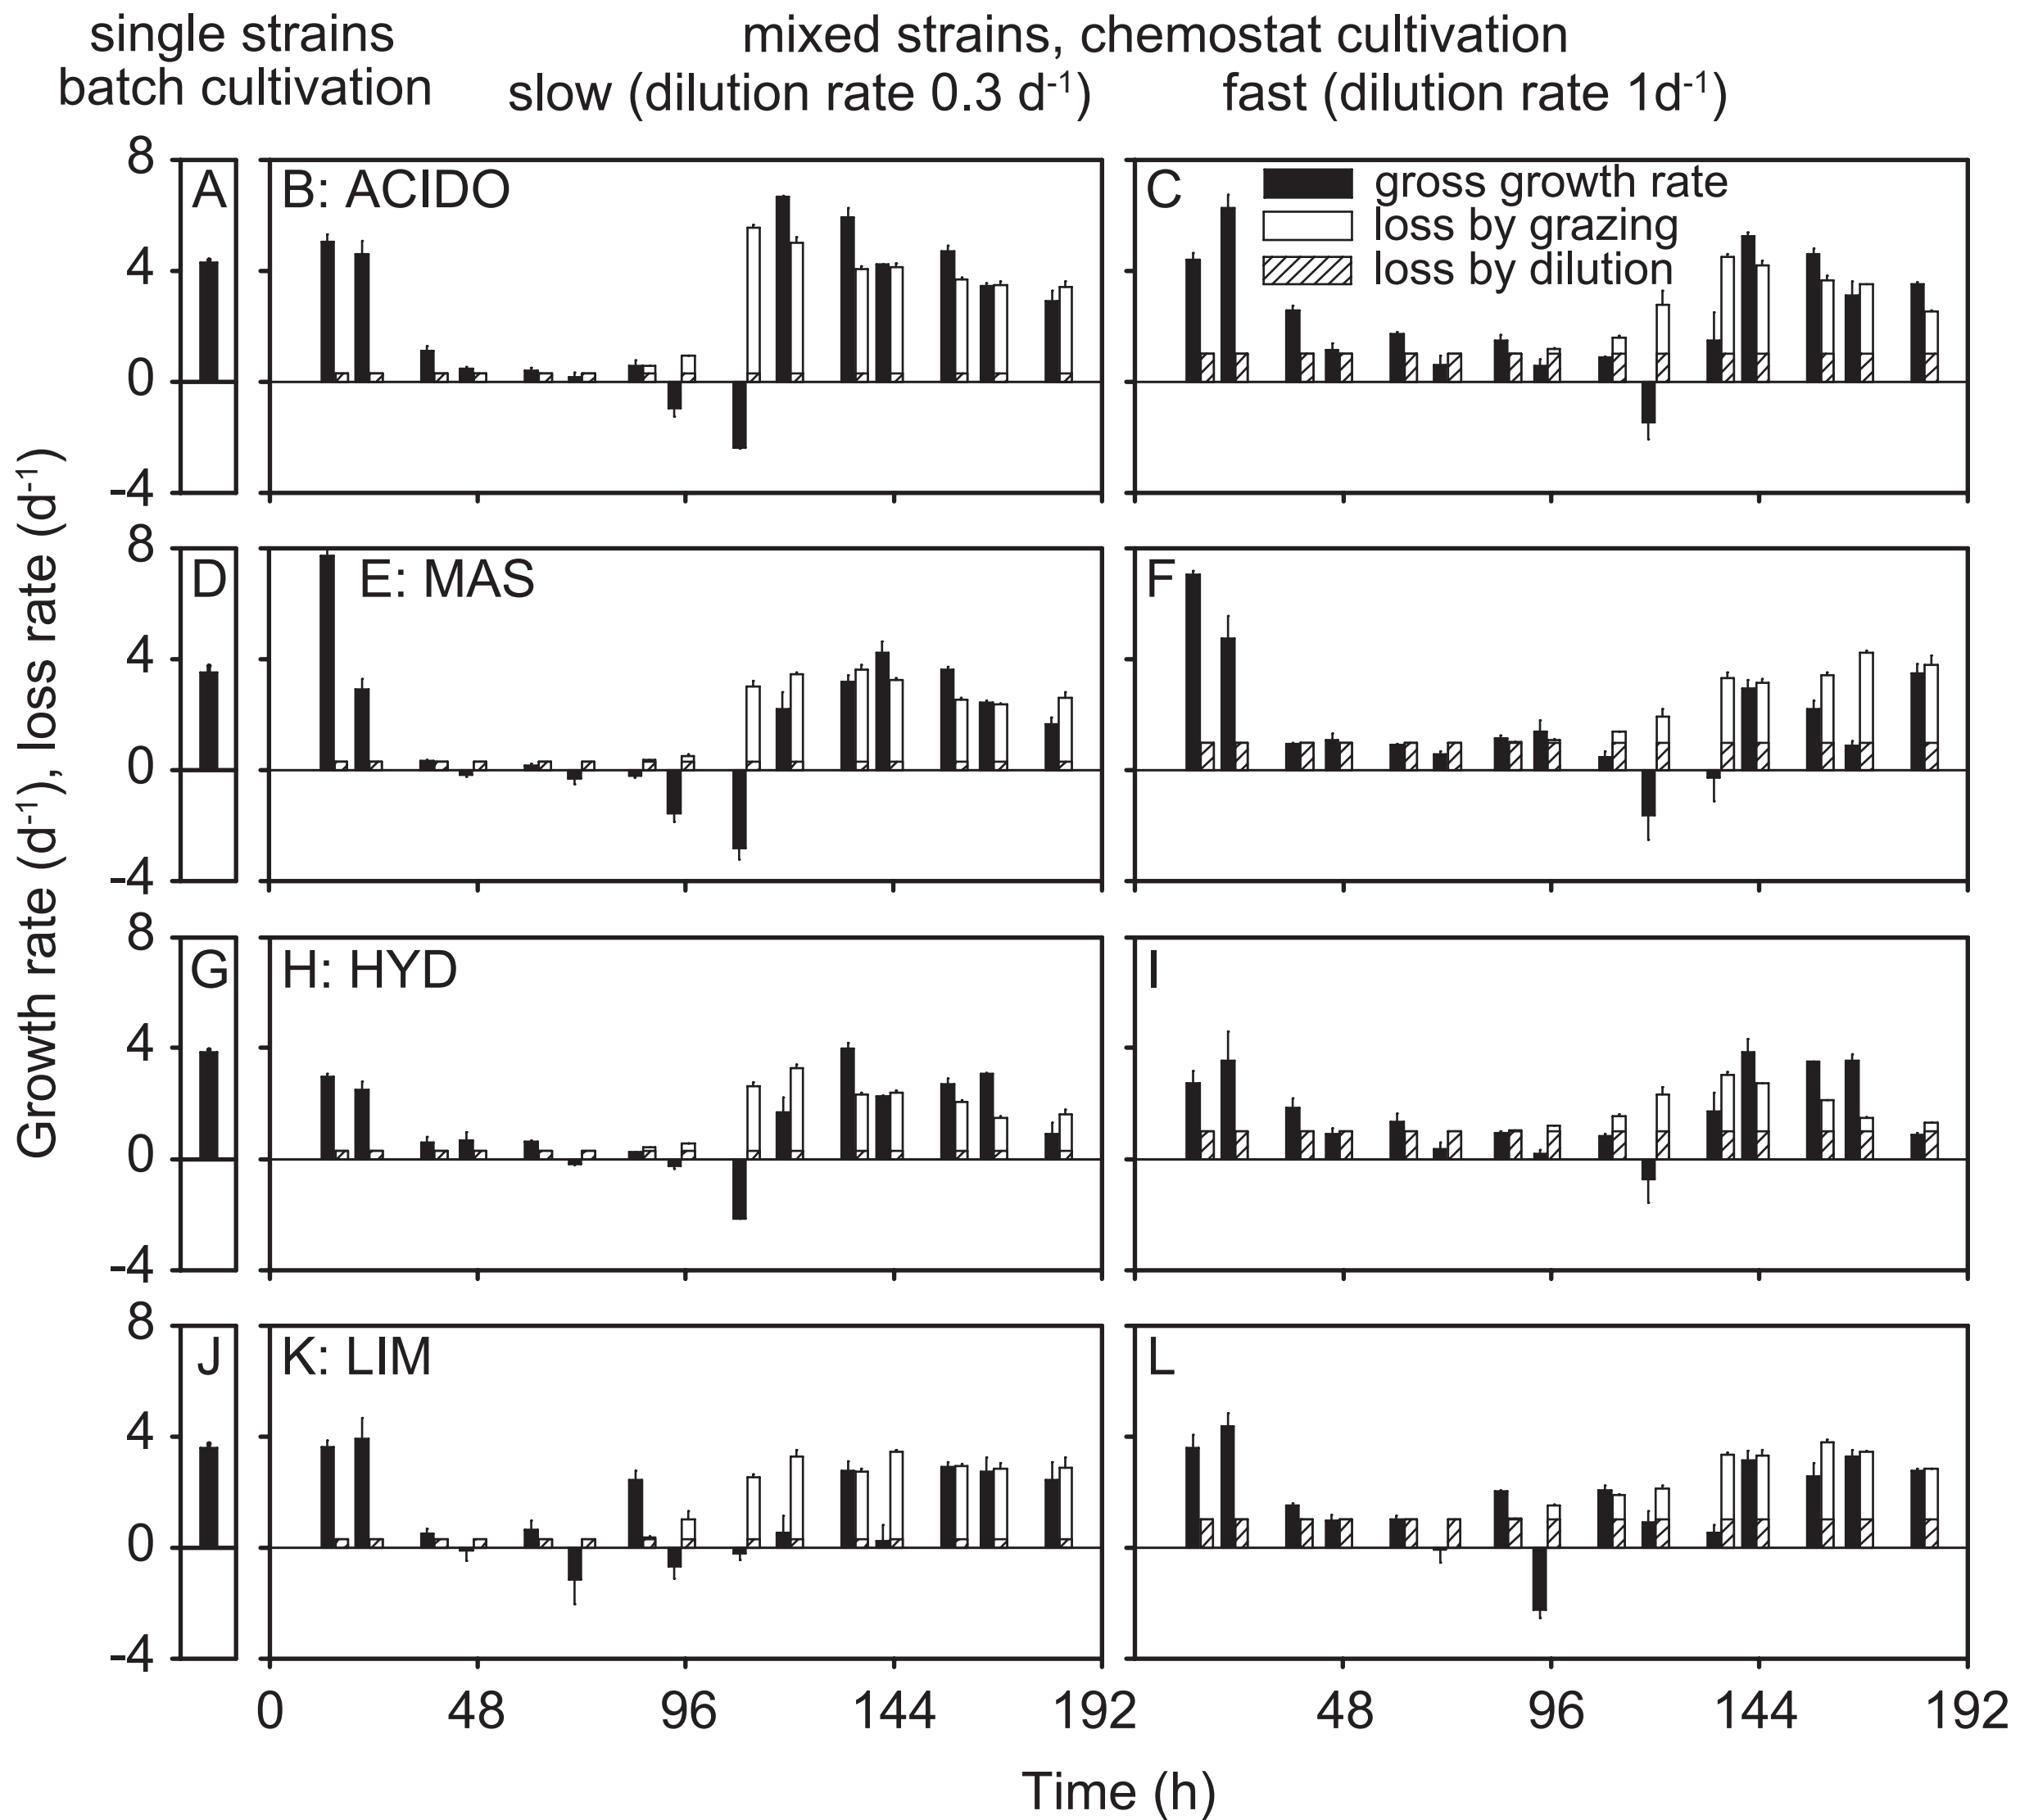 single strains
batch cultivation
mixed strains, chemostat cultivation
slow (dilution rate 0.3 d⁻¹)
fast (dilution rate 1d⁻¹)
Growth rate (d⁻¹), loss rate (d⁻¹)
8
4
0
-4
A
B: ACIDO
C
gross growth rate
loss by grazing
loss by dilution
8
4
0
-4
D
E: MAS
F
8
4
0
-4
G
H: HYD
I
8
4
0
-4
J
K: LIM
L
0 48 96 144 192
48 96 144 192
Time (h)